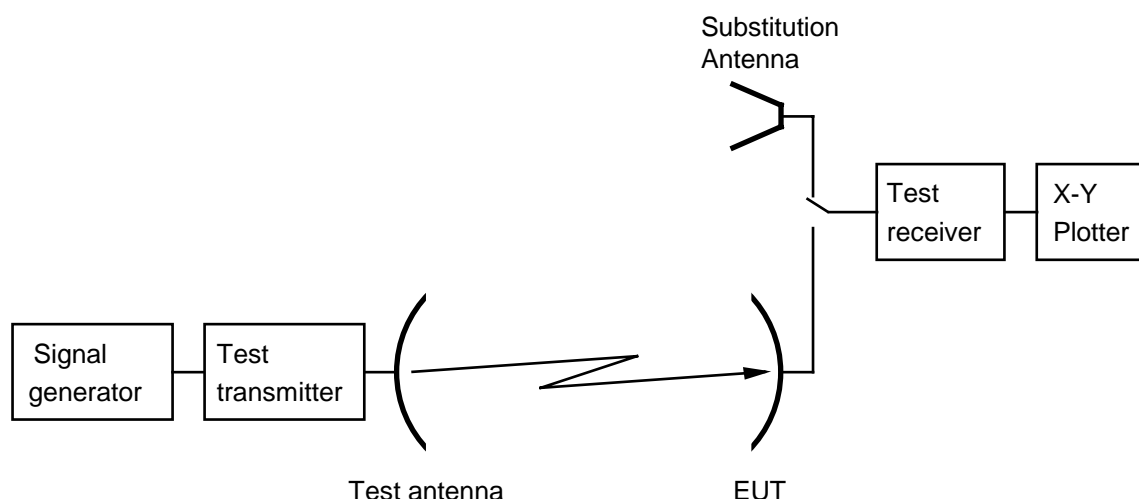 Substitution
Antenna
Test
receiver
X-Y
Plotter
Signal
generator
Test
transmitter
Test antenna
EUT